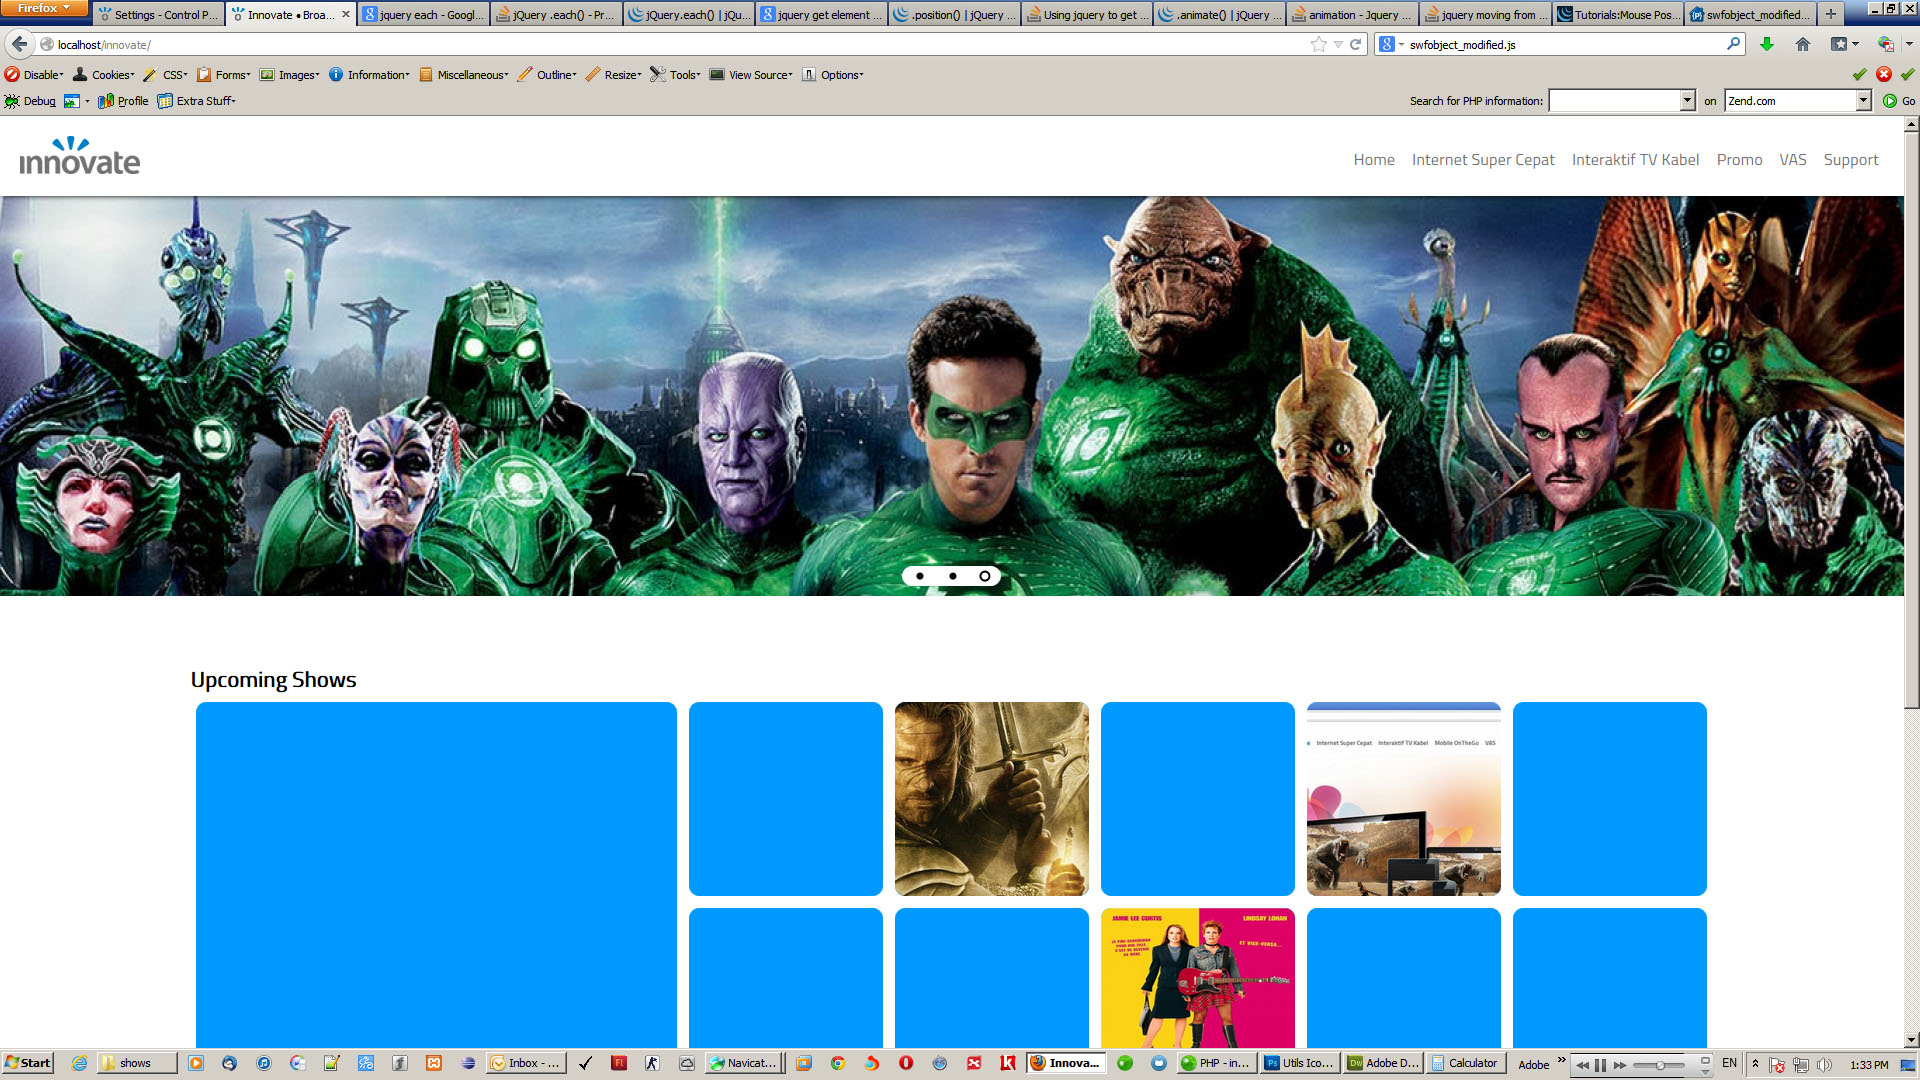 Firefox
Settings - Control P...
Innovate • Broa...
jquery each - Googl...
jQuery .each() - Pr...
jQuery.each() | jQu...
jquery get element ...
.position() | jQuery ...
Using jquery to get ...
.animate() | jQuery ...
animation - Jquery ...
jquery moving from ...
Tutorials:Mouse Pos...
swfobject_modified...
localhost/innovate/
swfobject_modified.js
Disable
Cookies
CSS
Forms
Images
Information
Miscellaneous
Outline
Resize
Tools
View Source
Options
Debug
Profile
Extra Stuff
Search for PHP information:
on
Zend.com
Go
innovate
Home
Internet Super Cepat
Interaktif TV Kabel
Promo
VAS
Support
Upcoming Shows
e Internet Super Cepat Interaktif TV Kabel Mobile OnTheGo VAS
JAMIE LEE CURTIS
LINDSAY LOHAN
ET VICE-VERSA...
Start
shows
Inbox - ...
Navicat...
Innova...
PHP - in...
Utils Ico...
Adobe D...
Calculator
Adobe
EN
1:33 PM